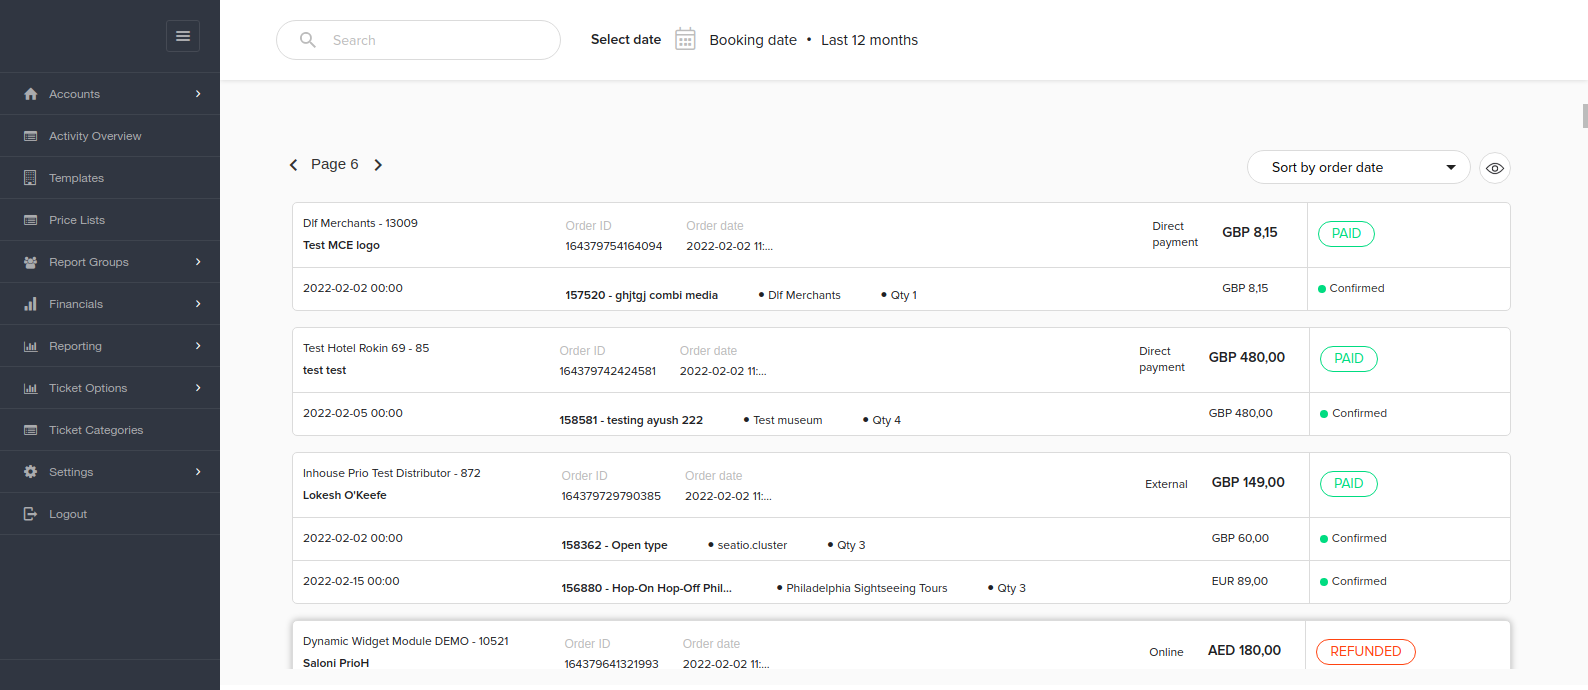 Search
Select date Booking date • Last 12 months
Accounts
Activity Overview
Templates
Price Lists
Report Groups
Financials
Reporting
Ticket Options
Ticket Categories
Settings
Logout
Page 6
Sort by order date
Dlf Merchants - 13009 Order ID Order date Direct payment GBP 8,15 PAID
Test MCE logo 164379754164094 2022-02-02 11:...
2022-02-02 00:00 157520 - ghjtgj combi media • Dlf Merchants • Qty 1 GBP 8,15 Confirmed
Test Hotel Rokin 69 - 85 Order ID Order date Direct payment GBP 480,00 PAID
test test 164379742424581 2022-02-02 11:...
2022-02-05 00:00 158581 - testing ayush 222 • Test museum • Qty 4 GBP 480,00 Confirmed
Inhouse Prio Test Distributor - 872 Order ID Order date External GBP 149,00 PAID
Lokesh O'Keefe 164379729790385 2022-02-02 11:...
2022-02-02 00:00 158362 - Open type • seatio.cluster • Qty 3 GBP 60,00 Confirmed
2022-02-15 00:00 156880 - Hop-On Hop-Off Phil... • Philadelphia Sightseeing Tours • Qty 3 EUR 89,00 Confirmed
Dynamic Widget Module DEMO - 10521 Order ID Order date Online AED 180,00 REFUNDED
Saloni PrioH 164379641321993 2022-02-02 11:...